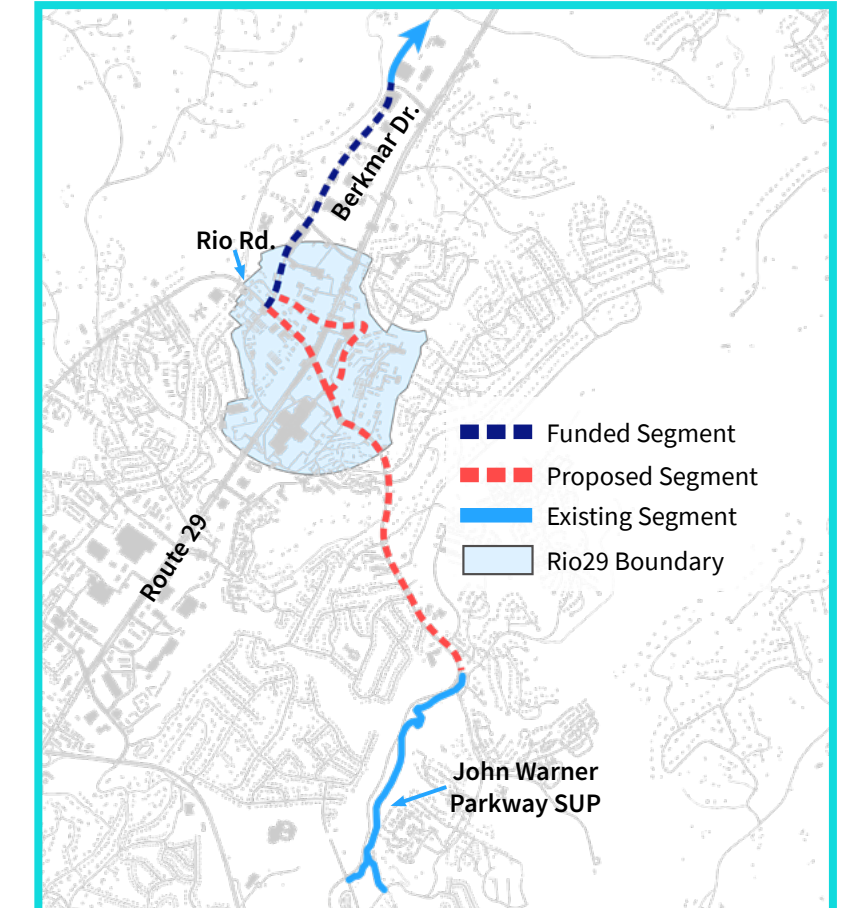 Berkmar Dr.
Rio Rd.
Funded Segment
Proposed Segment
Existing Segment
Rio29 Boundary
Route 29
John Warner
Parkway SUP